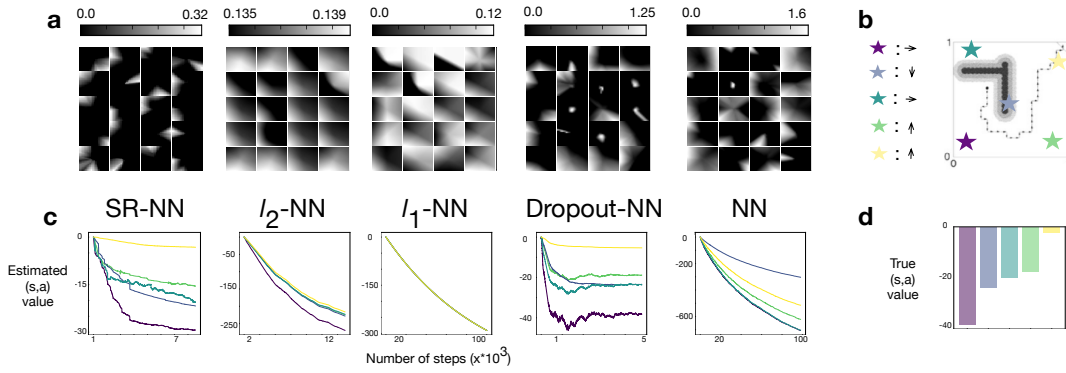 a
0.0 0.32
0.135 0.139
0.0 0.12
0.0 1.25
0.0 1.6
b
: →
: ↓
: →
: ↑
: ↑
1
0
0
c
SR-NN
l2-NN
l1-NN
Dropout-NN
NN
d
Estimated
(s,a)
value
0
-15
-30
1 7
-50
-150
-250
2 12
0
-300
20 100
0
-20
-40
1 5
0
-300
-600
20 100
Number of steps (x*10^3)
True
(s,a)
value
0
-20
-40